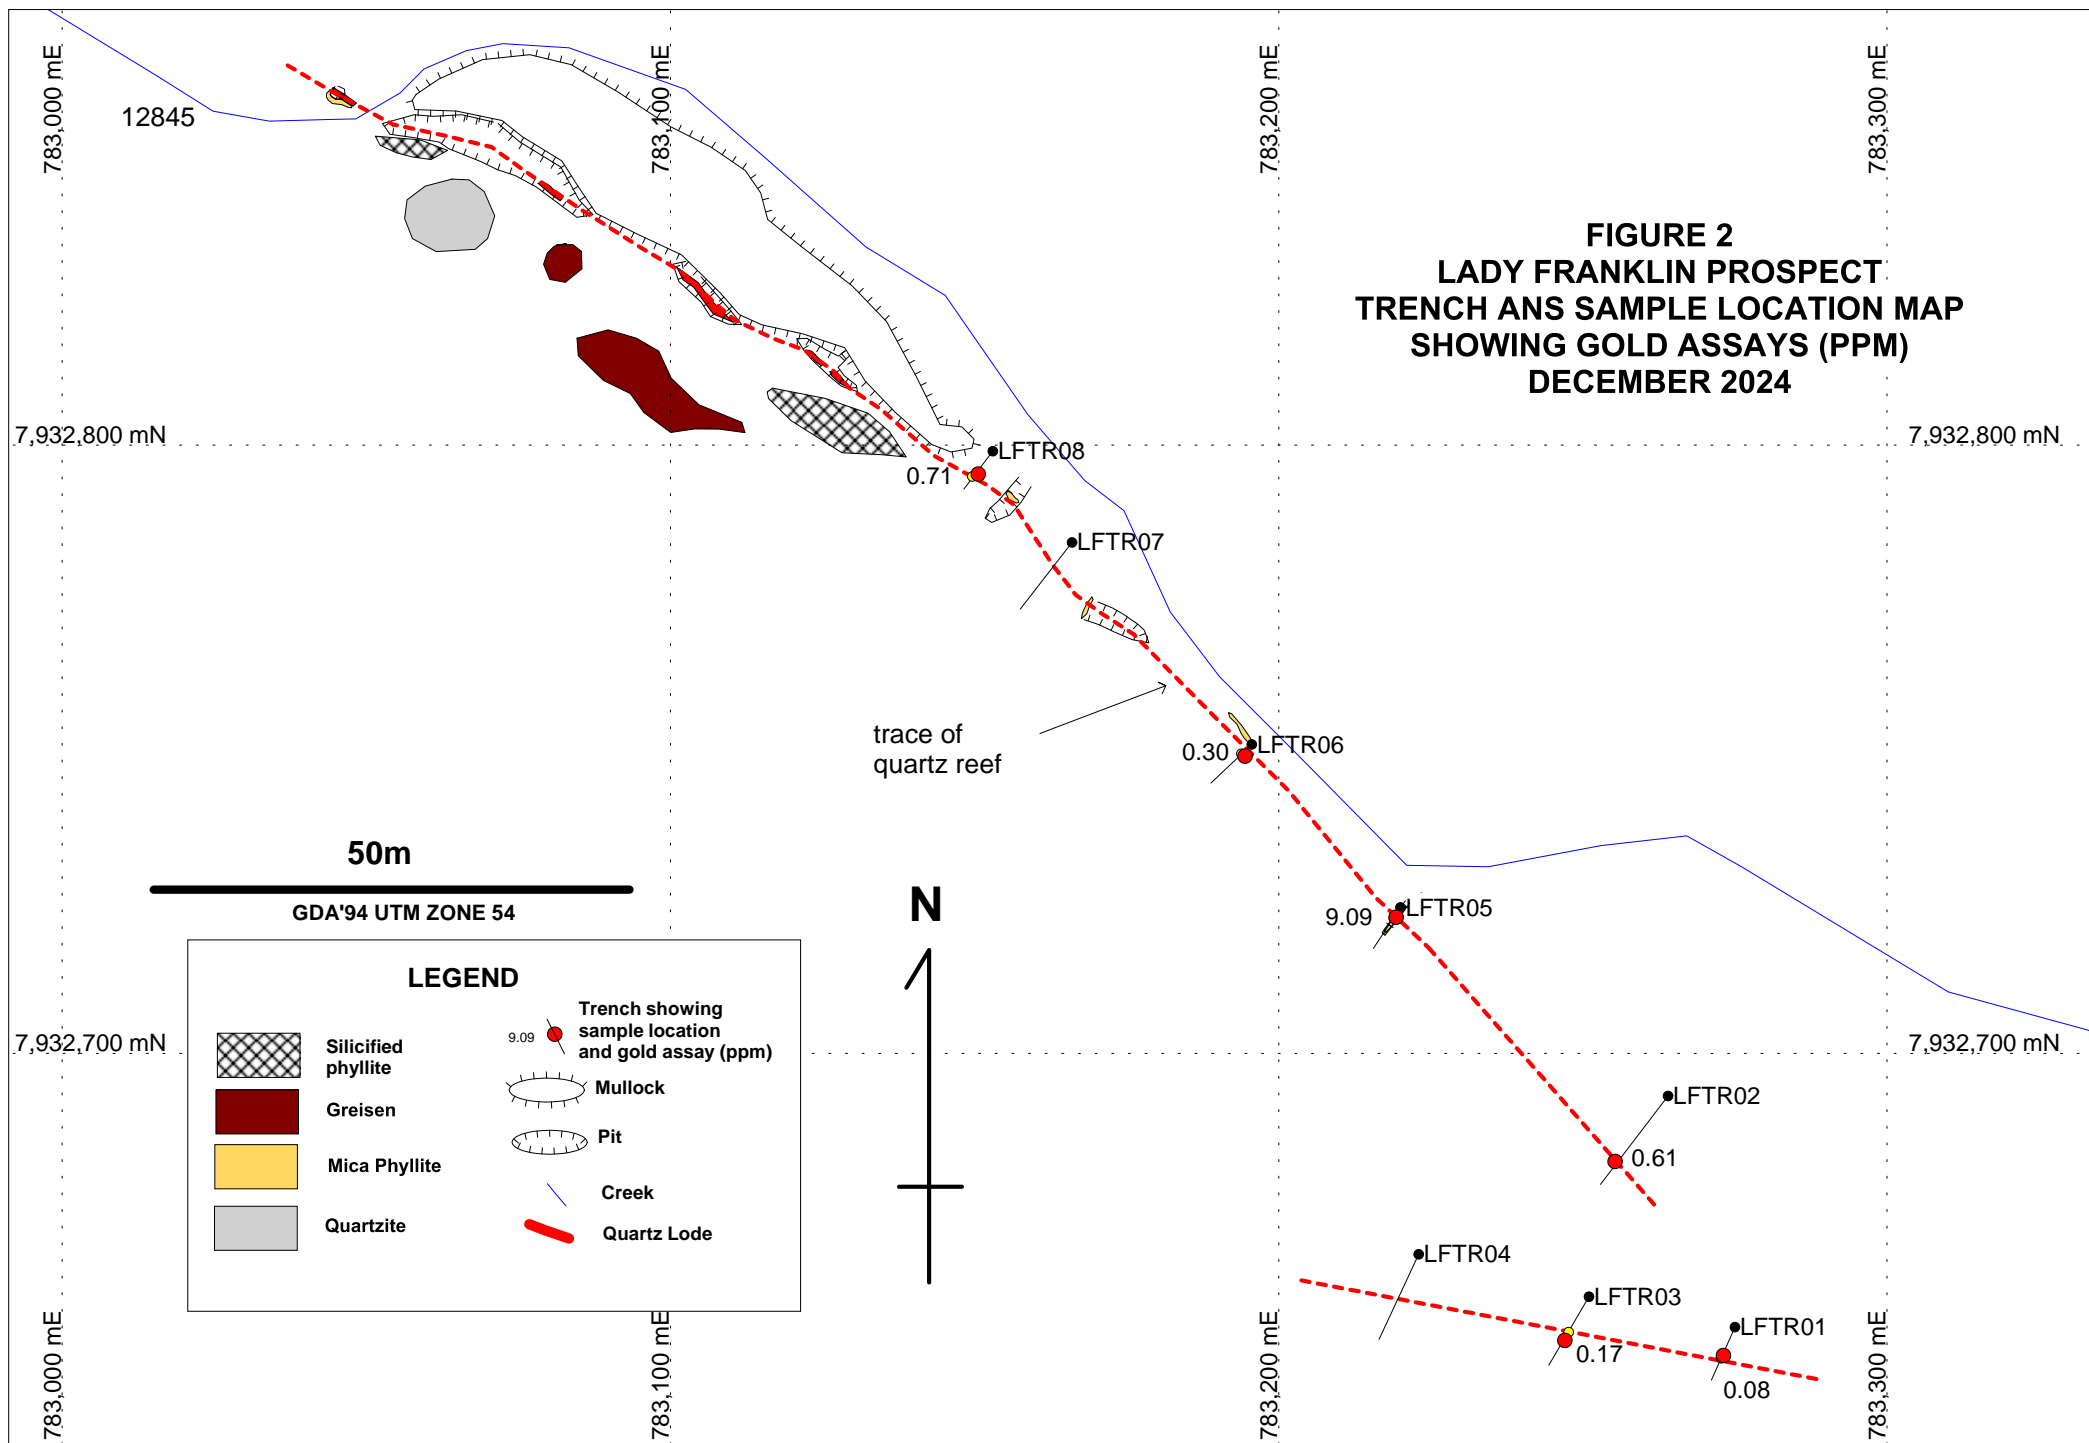 783,000 mE
783,100 mE
783,200 mE
783,300 mE
12845
FIGURE 2
LADY FRANKLIN PROSPECT
TRENCH ANS SAMPLE LOCATION MAP
SHOWING GOLD ASSAYS (PPM)
DECEMBER 2024
7,932,800 mN
7,932,800 mN
LFTR08
0.71
LFTR07
trace of
quartz reef
LFTR06
0.30
50m
GDA'94 UTM ZONE 54
N
LFTR05
9.09
LEGEND
Silicified
phyllite
Greisen
Mica Phyllite
Quartzite
9.09
Trench showing
sample location
and gold assay (ppm)
Mullock
Pit
Creek
Quartz Lode
7,932,700 mN
7,932,700 mN
LFTR02
0.61
LFTR04
LFTR03
0.17
LFTR01
0.08
783,000 mE
783,100 mE
783,200 mE
783,300 mE